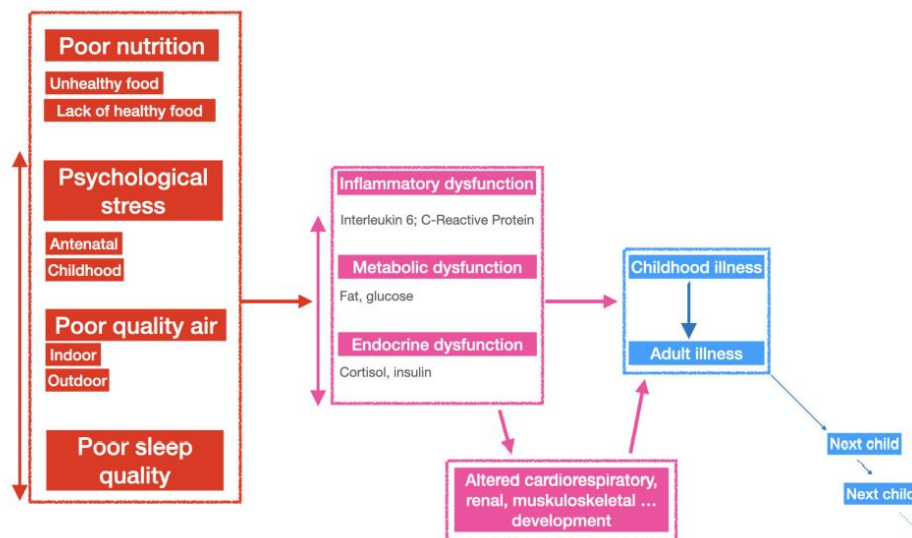 Poor nutrition
Unhealthy food
Lack of healthy food
Psychological
stress
Antenatal
Childhood
Poor quality air
Indoor
Outdoor
Poor sleep
quality
Inflammatory dysfunction
Interleukin 6; C-Reactive Protein
Metabolic dysfunction
Fat, glucose
Endocrine dysfunction
Cortisol, insulin
Altered cardiorespiratory,
renal, muskuloskeletal ...
development
Childhood illness
Adult illness
Next child
Next child